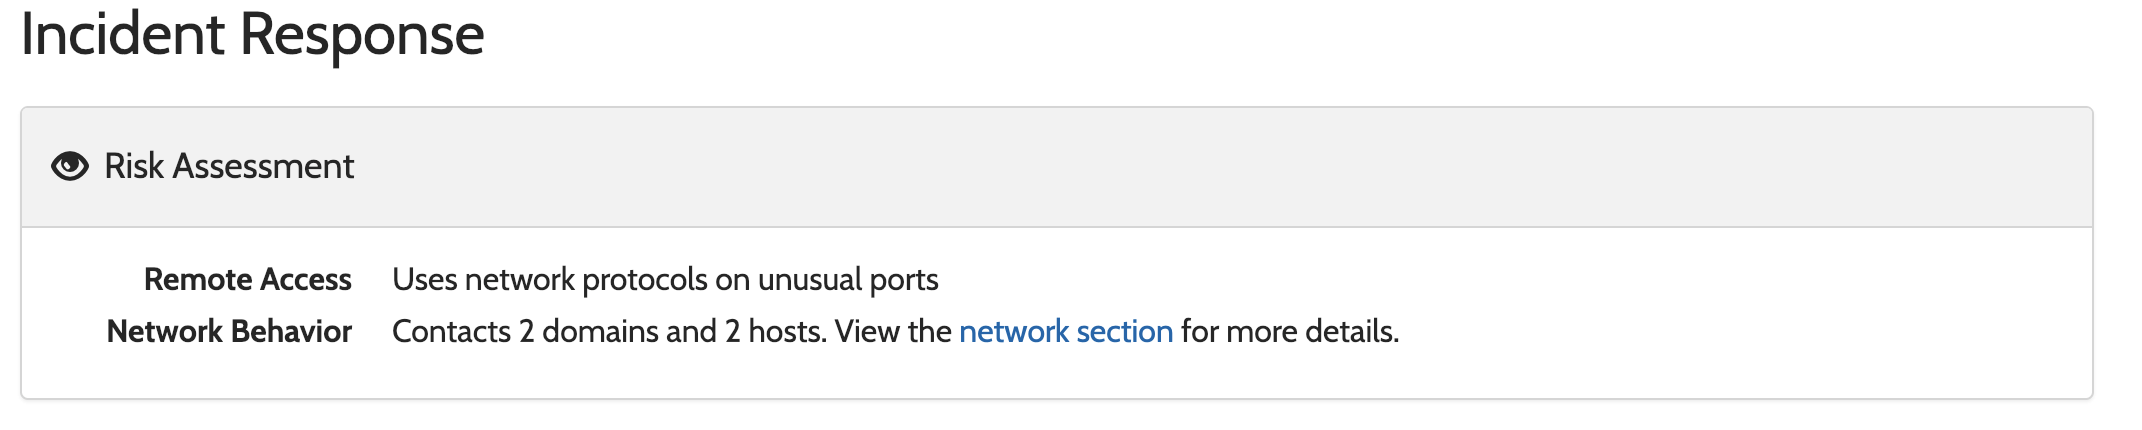 Incident Response
Risk Assessment
Remote Access Uses network protocols on unusual ports
Network Behavior Contacts 2 domains and 2 hosts. View the network section for more details.